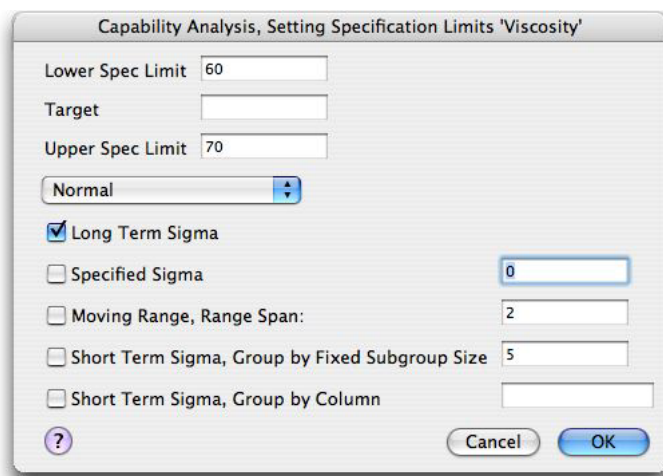 Capability Analysis, Setting Specification Limits 'Viscosity'
Lower Spec Limit 60
Target
Upper Spec Limit 70
Normal
Long Term Sigma
Specified Sigma 0
Moving Range, Range Span: 2
Short Term Sigma, Group by Fixed Subgroup Size 5
Short Term Sigma, Group by Column
? Cancel OK